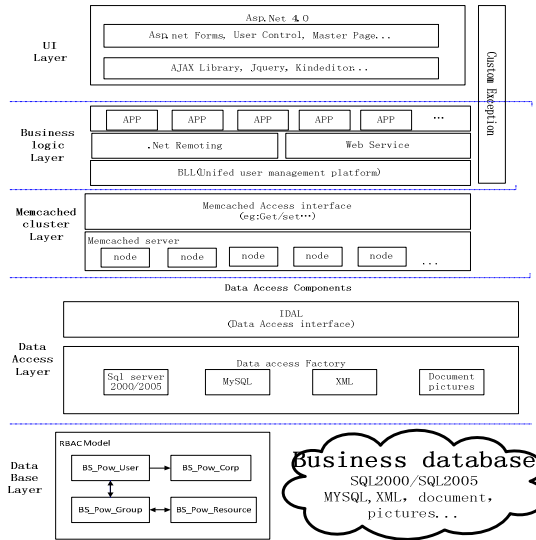 Asp.Net 4.0
UI
Layer
Asp.net Forms, User Control, Master Page...
AJAX Library, Jquery, Kindeditor...
Custom Exception
Business
logic
Layer
APP
APP
APP
APP
APP
...
.Net Remoting
Web Service
BLL(Unifed user management platform)
Memcached
cluster
Layer
Memcached Access interface
(eg:Get/set...)
Memcached server
node
node
node
node
node
...
Data Access Components
IDAL
(Data Access interface)
Data
Access
Layer
Data access Factory
Sql server
2000/2005
MySQL
XML
Document
pictures
Data
Base
Layer
RBAC Model
BS_Pow_User
BS_Pow_Corp
BS_Pow_Group
BS_Pow_Resource
Business database
SQL2000/SQL2005
MYSQL,XML, document,
pictures...